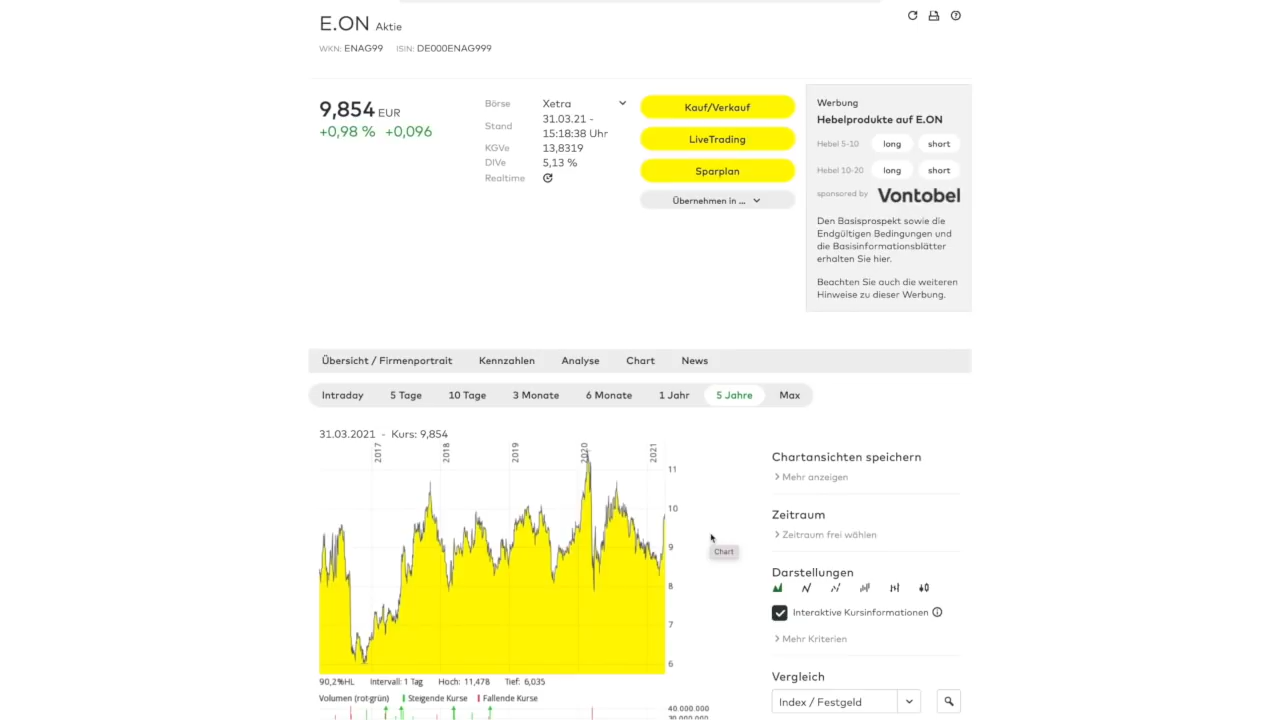 E.ON Aktie
WKN: ENAG99 ISIN: DE000ENAG999
9,854 EUR
+0,98 % +0,096
Börse Xetra
Stand 31.03.21 -
15:18:38 Uhr
KGVe 13,8319
DIVe 5,13 %
Realtime
Kauf/Verkauf
LiveTrading
Sparplan
Übernehmen in ...
Werbung
Hebelprodukte auf E.ON
Hebel 5-10 long short
Hebel 10-20 long short
sponsored by Vontobel
Den Basisprospekt sowie die
Endgültigen Bedingungen und
die Basisinformationsblätter
erhalten Sie hier.
Beachten Sie auch die weiteren
Hinweise zu dieser Werbung.
Übersicht / Firmenportrait Kennzahlen Analyse Chart News
Intraday 5 Tage 10 Tage 3 Monate 6 Monate 1 Jahr 5 Jahre Max
31.03.2021 - Kurs: 9,854
2017 2018 2019 2020 2021
11
10
9
8
7
6
Chart
90,2%HL Intervall: 1 Tag Hoch: 11,478 Tief: 6,035
Volumen (rot-grün) Steigende Kurse Fallende Kurse
40.000.000
30.000.000
Chartansichten speichern
Mehr anzeigen
Zeitraum
Zeitraum frei wählen
Darstellungen
Interaktive Kursinformationen
Mehr Kriterien
Vergleich
Index / Festgeld